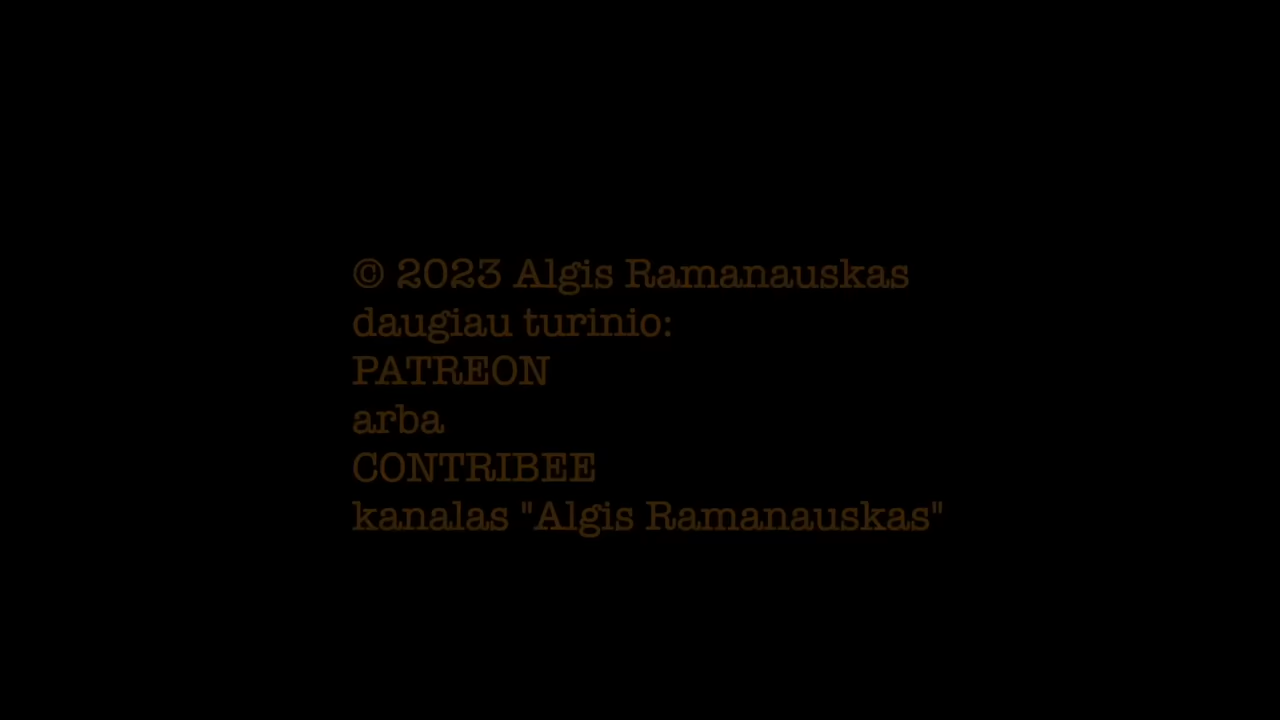 © 2023 Algis Ramanauskas
daugiau turinio:
PATREON
arba
CONTRIBEE
kanalas "Algis Ramanauskas"